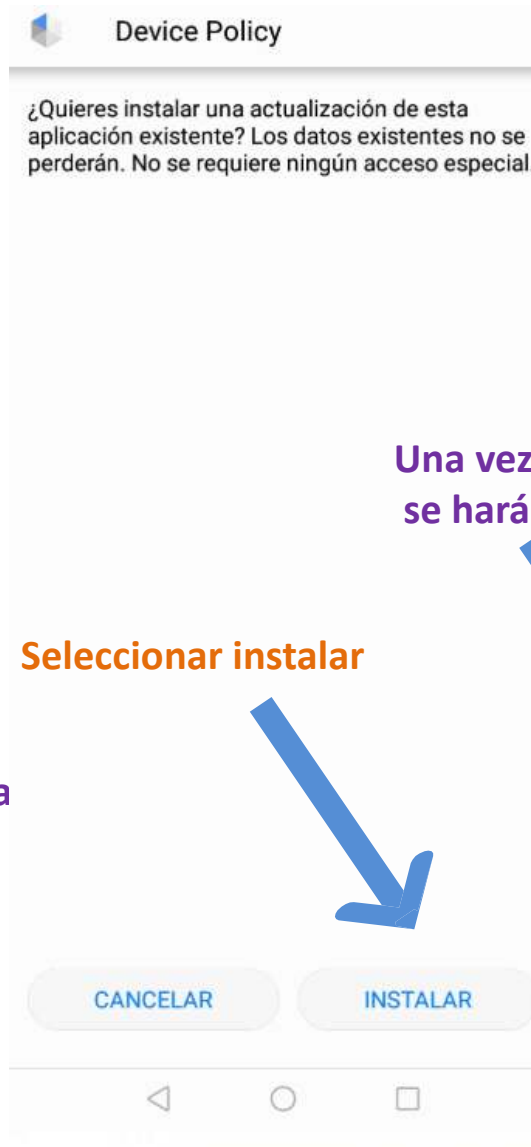 Device Policy
¿Quieres instalar una actualización de esta
aplicación existente? Los datos existentes no se
perderán. No se requiere ningún acceso especial
Una vez
se hará
Seleccionar instalar
a
CANCELAR
INSTALAR